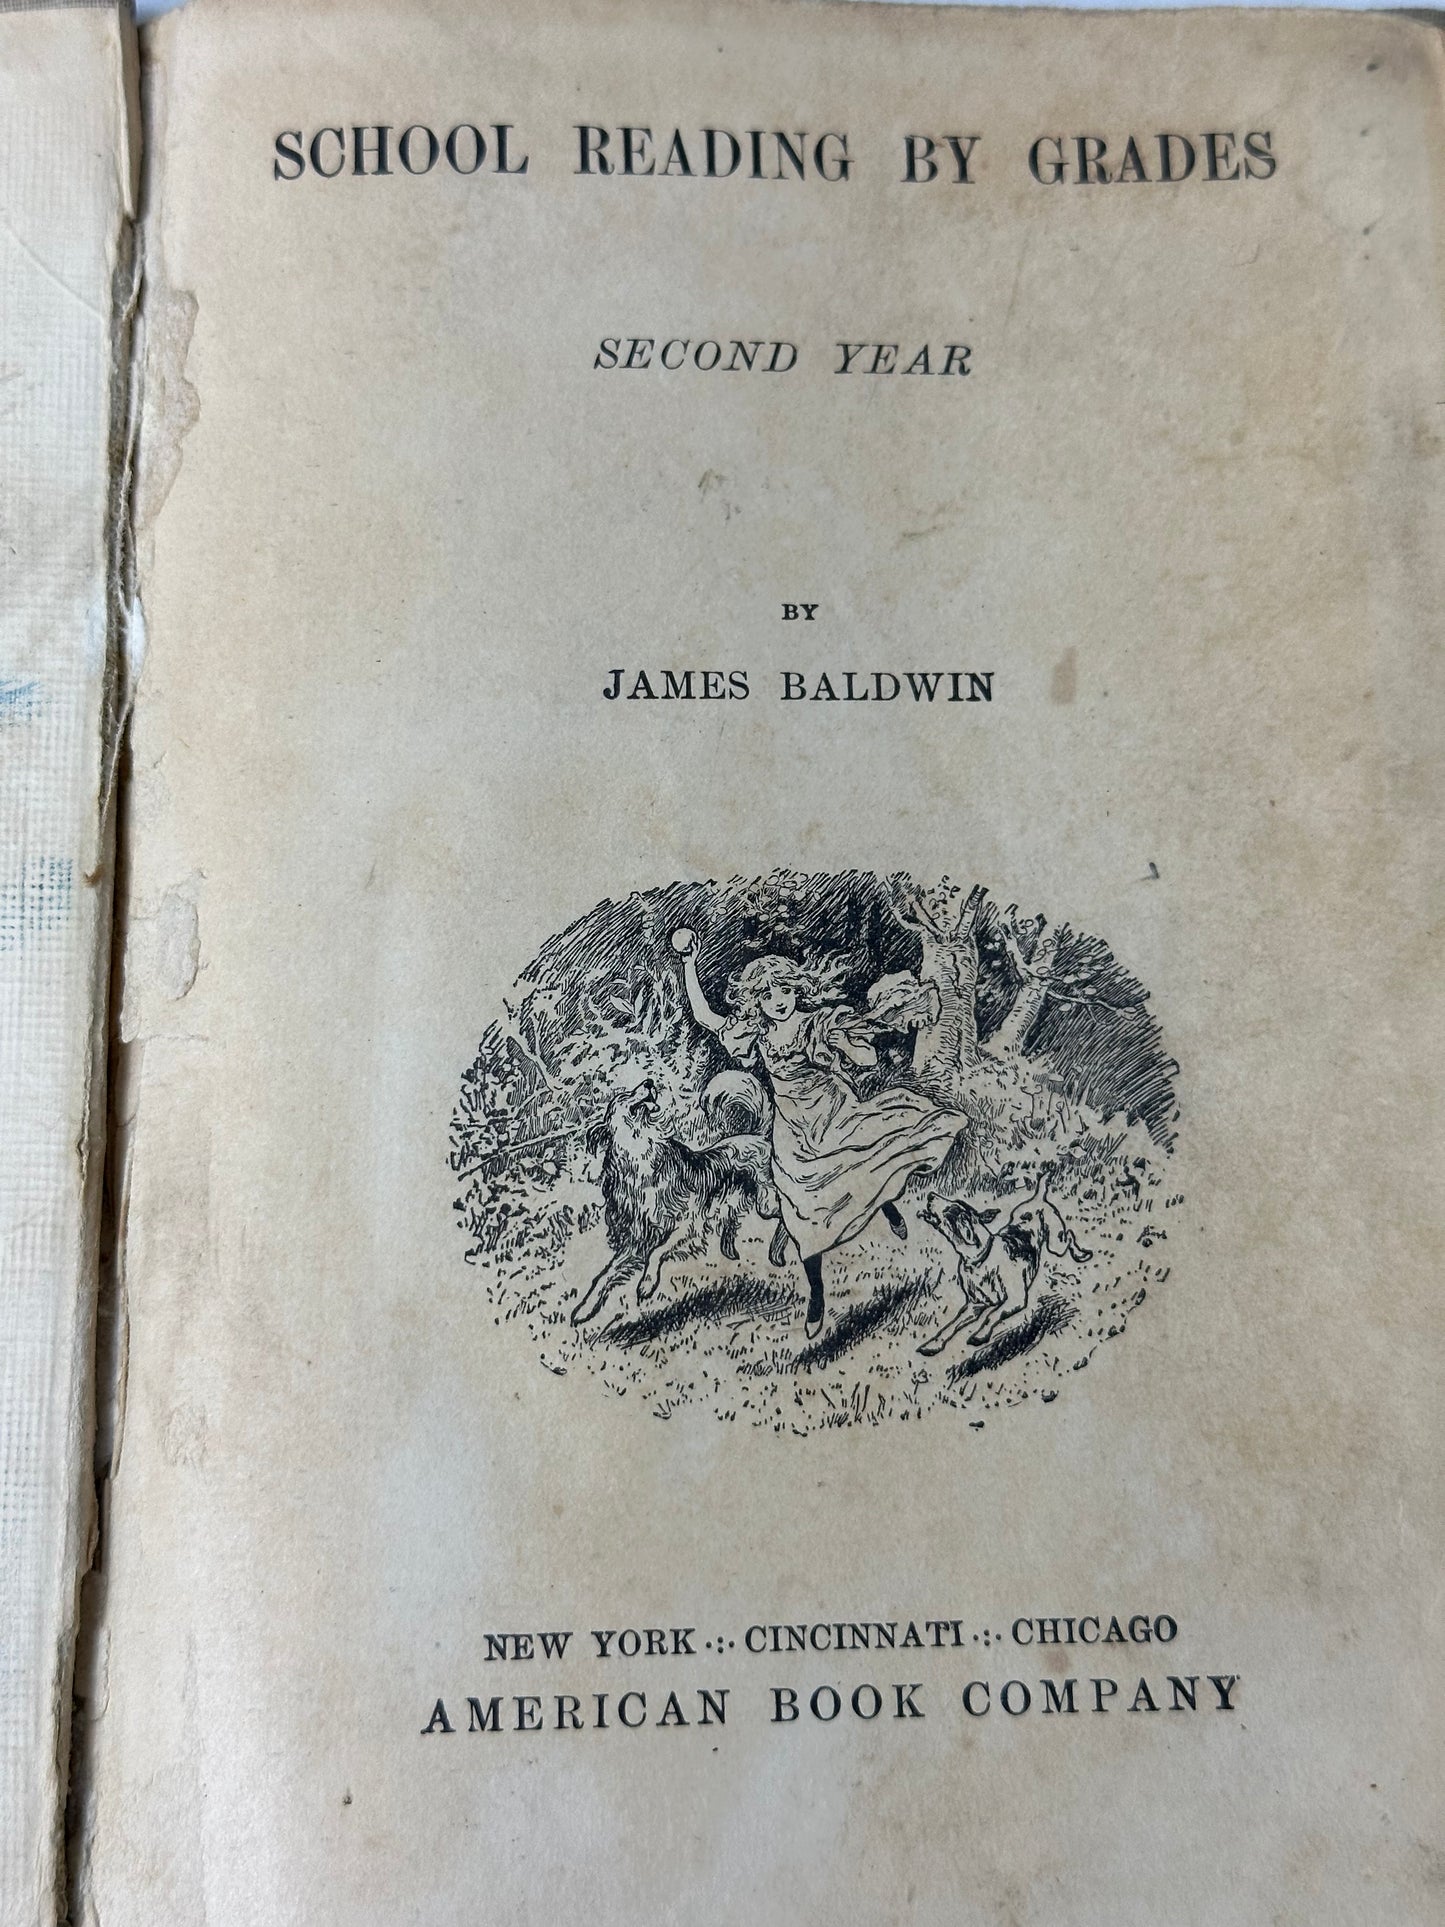 SCHOOL READING BY GRADES
SECOND YEAR
BY
JAMES BALDWIN
NEW YORK ·:· CINCINNATI ·:· CHICAGO
AMERICAN BOOK COMPANY